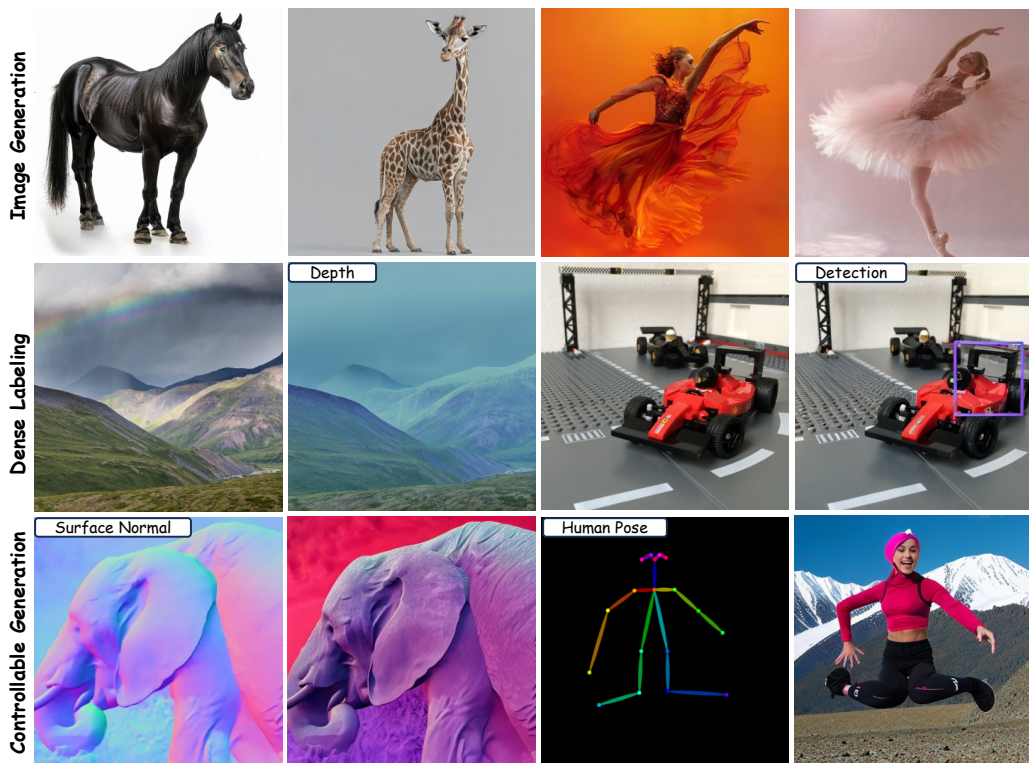 Image Generation
Dense Labeling
Depth
Detection
Controllable Generation
Surface Normal
Human Pose